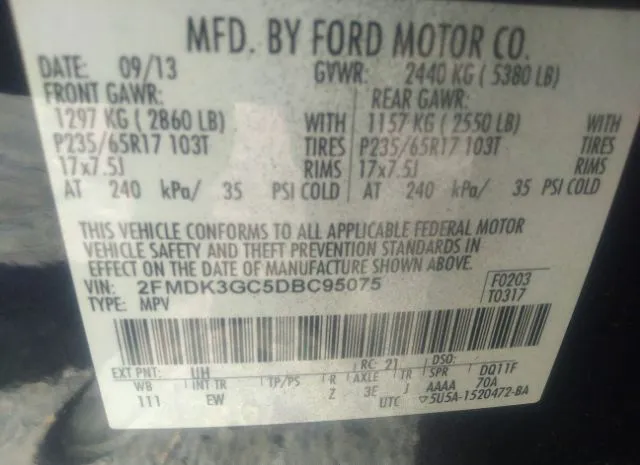 MFD. BY FORD MOTOR CO.
DATE: 09/13 GVWR: 2440 KG ( 5380 LB)
FRONT GAWR: REAR GAWR:
1297 KG ( 2860 LB) WITH 1157 KG ( 2550 LB) WITH
P235/65R17 103T TIRES P235/65R17 103T TIRES
17x7.5J RIMS 17x7.5J RIMS
AT 240 kPa/ 35 PSI COLD AT 240 kPa/ 35 PSI COLD
THIS VEHICLE CONFORMS TO ALL APPLICABLE FEDERAL MOTOR
VEHICLE SAFETY AND THEFT PREVENTION STANDARDS IN
EFFECT ON THE DATE OF MANUFACTURE SHOWN ABOVE.
VIN: 2FMDK3GC5DBC95075 F0203
TYPE: MPV T0317
EXT PNT: UH RC: 21 DSO:
WB INT TR TP/PS R AXLE TR SPR DQ11F
111 EW Z 3E J AAAA 70A
UTC ▽5U5A-1520472-BA